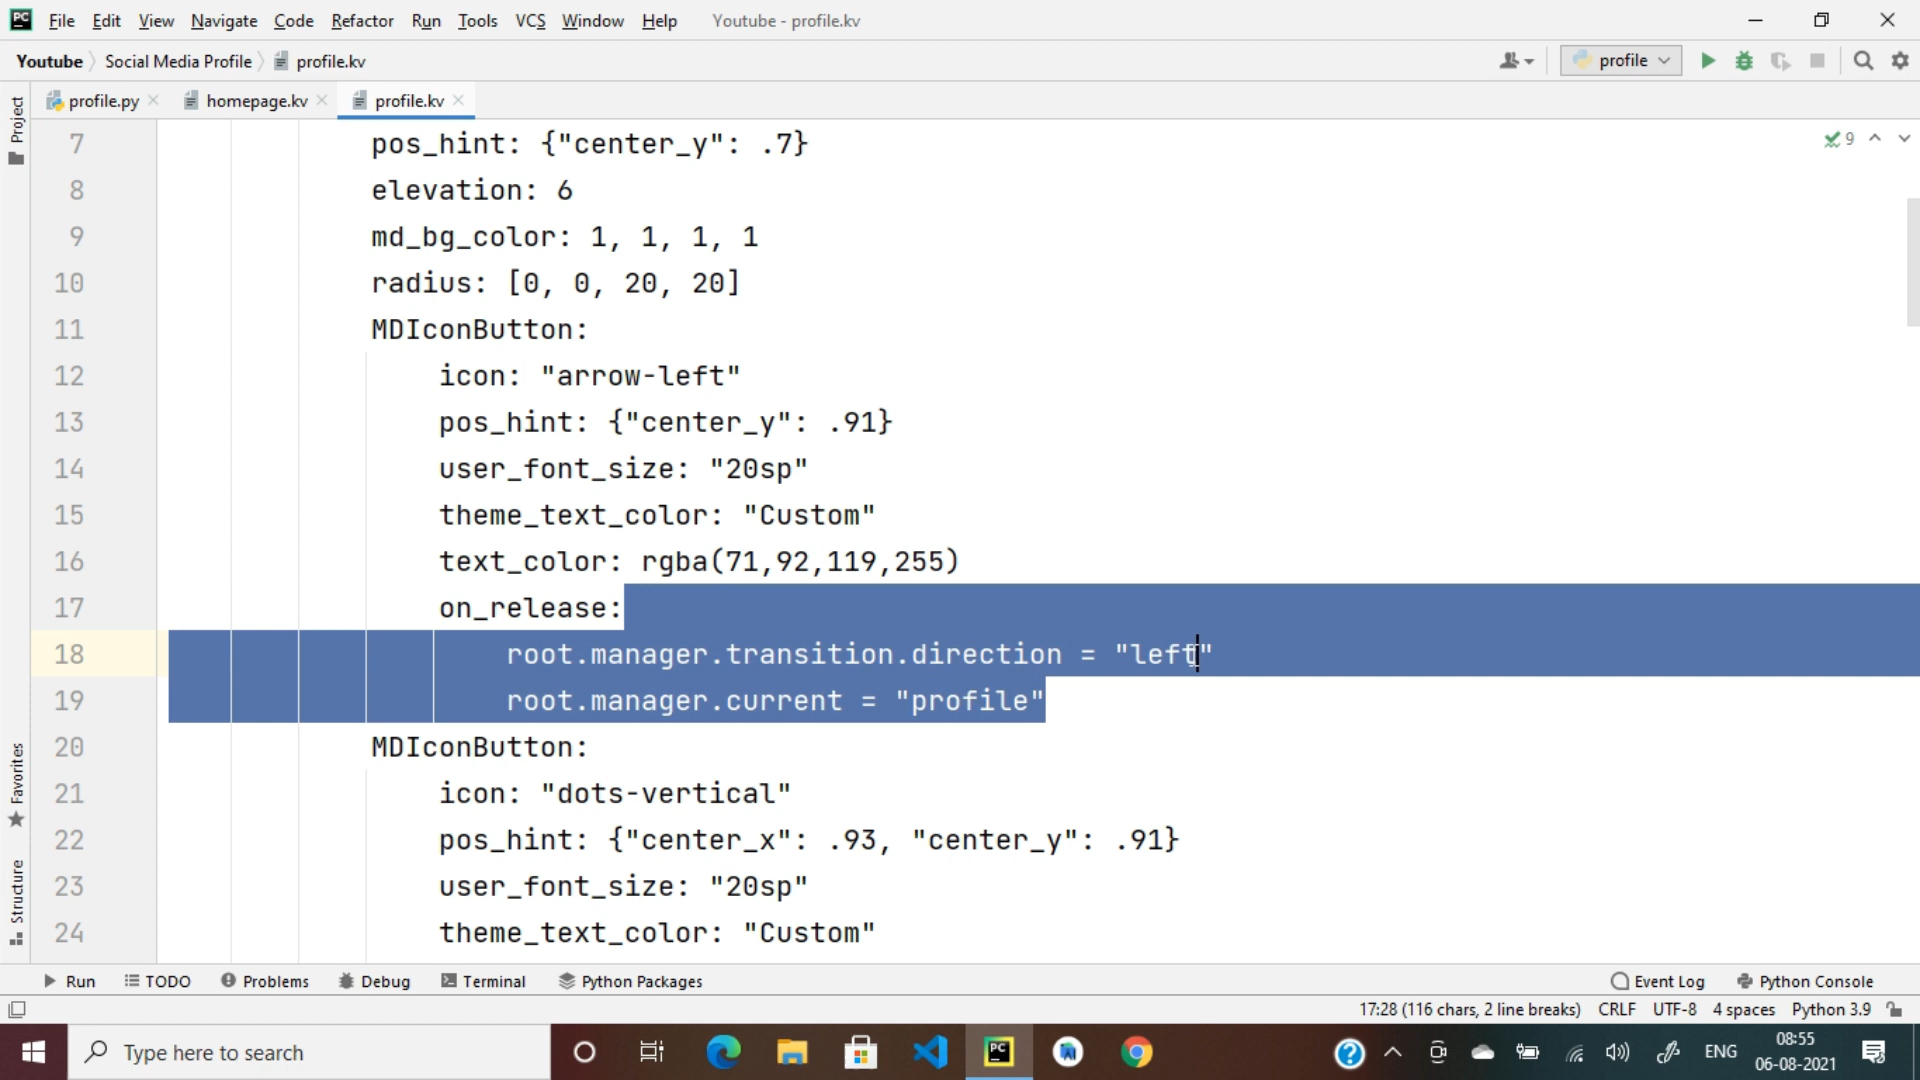 PC File Edit View Navigate Code Refactor Run Tools VCS Window Help Youtube - profile.kv
Youtube Social Media Profile profile.kv profile
profile.py homepage.kv profile.kv
Project
9
7 pos_hint: {"center_y": .7}
8 elevation: 6
9 md_bg_color: 1, 1, 1, 1
10 radius: [0, 0, 20, 20]
11 MDIconButton:
12 icon: "arrow-left"
13 pos_hint: {"center_y": .91}
14 user_font_size: "20sp"
15 theme_text_color: "Custom"
16 text_color: rgba(71,92,119,255)
17 on_release:
18 root.manager.transition.direction = "left"
19 root.manager.current = "profile"
20 MDIconButton:
21 icon: "dots-vertical"
22 pos_hint: {"center_x": .93, "center_y": .91}
23 user_font_size: "20sp"
24 theme_text_color: "Custom"
Favorites
Structure
Run TODO Problems Debug Terminal Python Packages Event Log Python Console
17:28 (116 chars, 2 line breaks) CRLF UTF-8 4 spaces Python 3.9
Type here to search PC ENG 08:55
06-08-2021